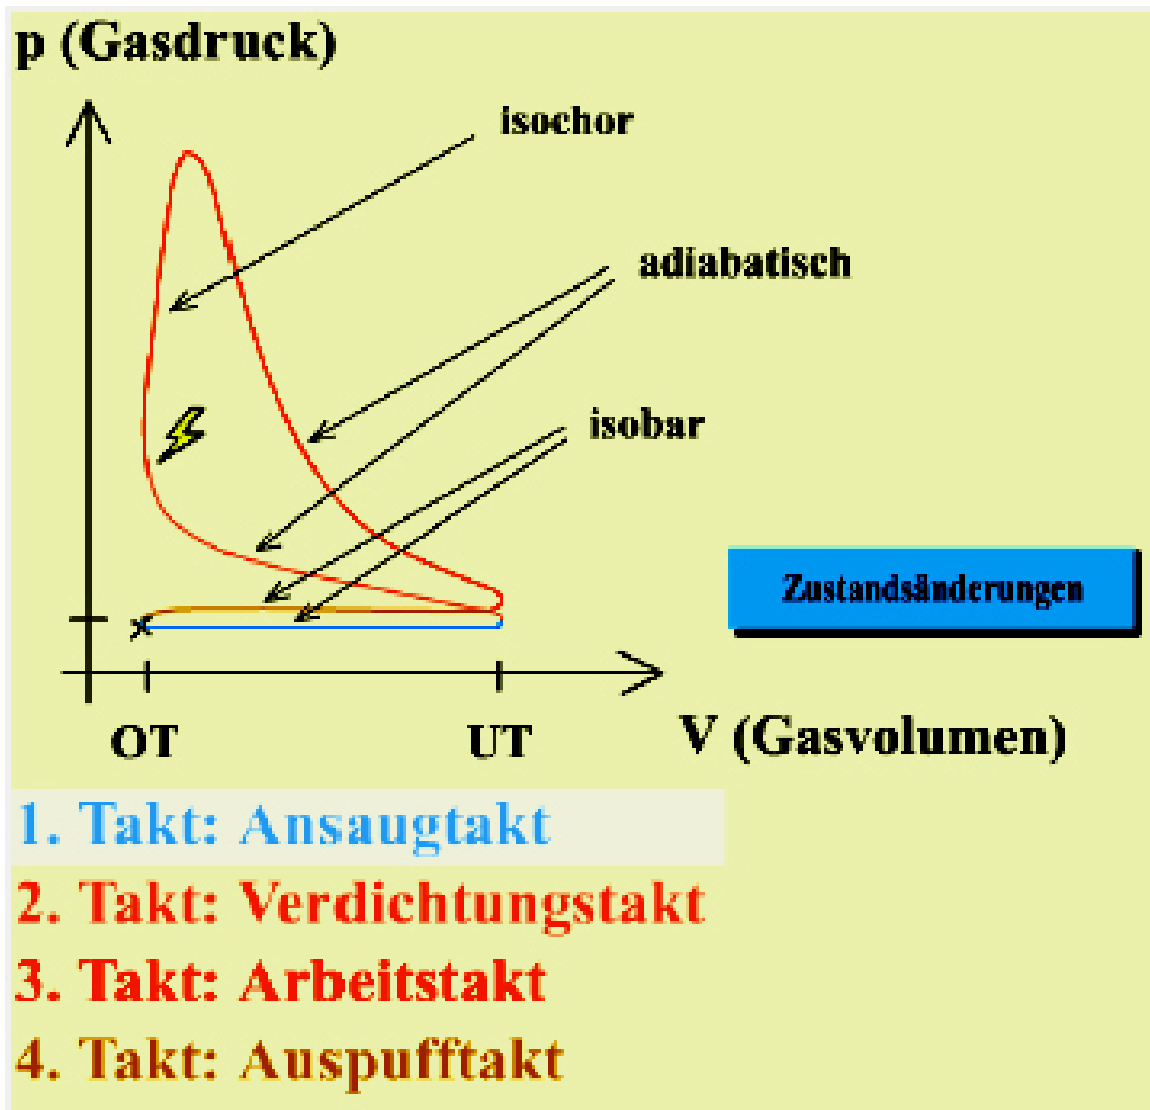 p (Gasdruck)
isochor
adiabatisch
isobar
Zustandsänderungen
OT
UT
V (Gasvolumen)
1. Takt: Ansaugtakt
2. Takt: Verdichtungstakt
3. Takt: Arbeitstakt
4. Takt: Auspufftakt